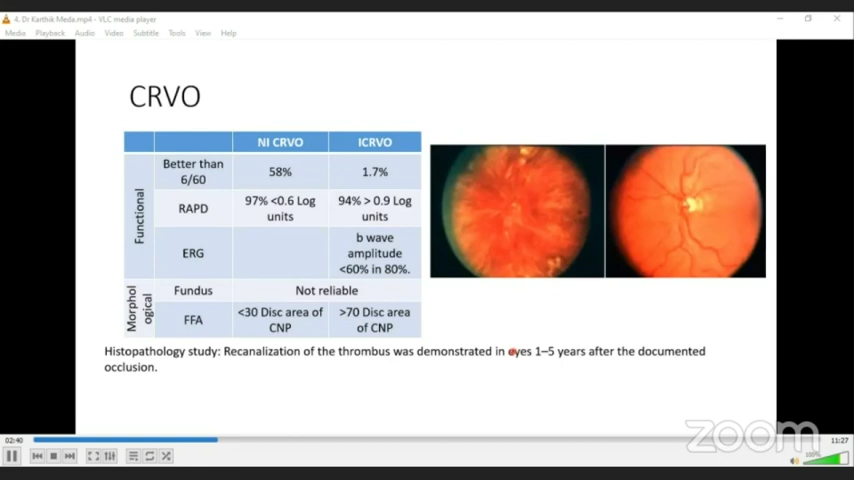 4. Dr Karthik Meda.mp4 - VLC media player
Media Playback Audio Video Subtitle Tools View Help
CRVO
NI CRVO ICRVO
Functional
Better than 6/60 58% 1.7%
RAPD 97% <0.6 Log units 94% > 0.9 Log units
ERG b wave amplitude <60% in 80%.
Morphol ogical
Fundus Not reliable
FFA <30 Disc area of CNP >70 Disc area of CNP
Histopathology study: Recanalization of the thrombus was demonstrated in eyes 1–5 years after the documented
occlusion.
zoom
02:40 11:27
100%